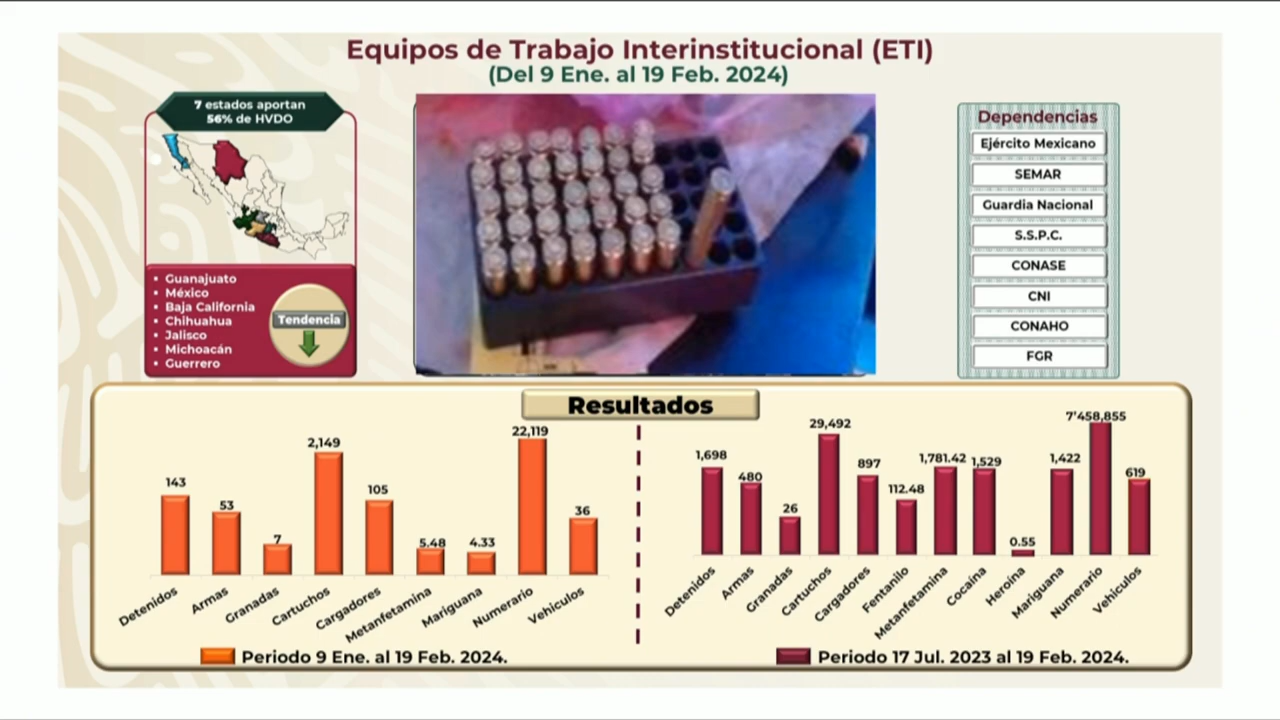 Equipos de Trabajo Interinstitucional (ETI)
(Del 9 Ene. al 19 Feb. 2024)
7 estados aportan
56% de HVDO
• Guanajuato
• México
• Baja California
• Chihuahua
• Jalisco
• Michoacán
• Guerrero
Tendencia
Dependencias
Ejército Mexicano
SEMAR
Guardia Nacional
S.S.P.C.
CONASE
CNI
CONAHO
FGR
Resultados
143
53
7
2,149
105
5.48
4.33
22,119
36
Detenidos
Armas
Granadas
Cartuchos
Cargadores
Metanfetamina
Mariguana
Numerario
Vehículos
Periodo 9 Ene. al 19 Feb. 2024.
1,698
480
26
29,492
897
112.48
1,781.42
1,529
0.55
1,422
7'458,855
619
Detenidos
Armas
Granadas
Cartuchos
Cargadores
Fentanilo
Metanfetamina
Cocaína
Heroína
Mariguana
Numerario
Vehículos
Periodo 17 Jul. 2023 al 19 Feb. 2024.